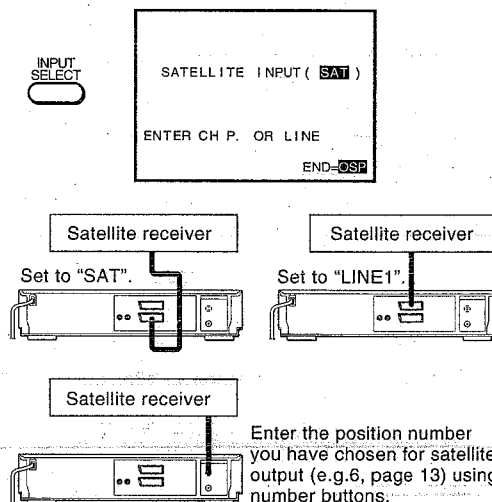 INPUT
SELECT
SATELLITE INPUT( SAT )
ENTER CH P. OR LINE
END=OSP
Satellite receiver
Set to “SAT”.
Satellite receiver
Set to “LINE1”.
Satellite receiver
Enter the position number
you have chosen for satellite
output (e.g.6, page 13) using
number buttons.